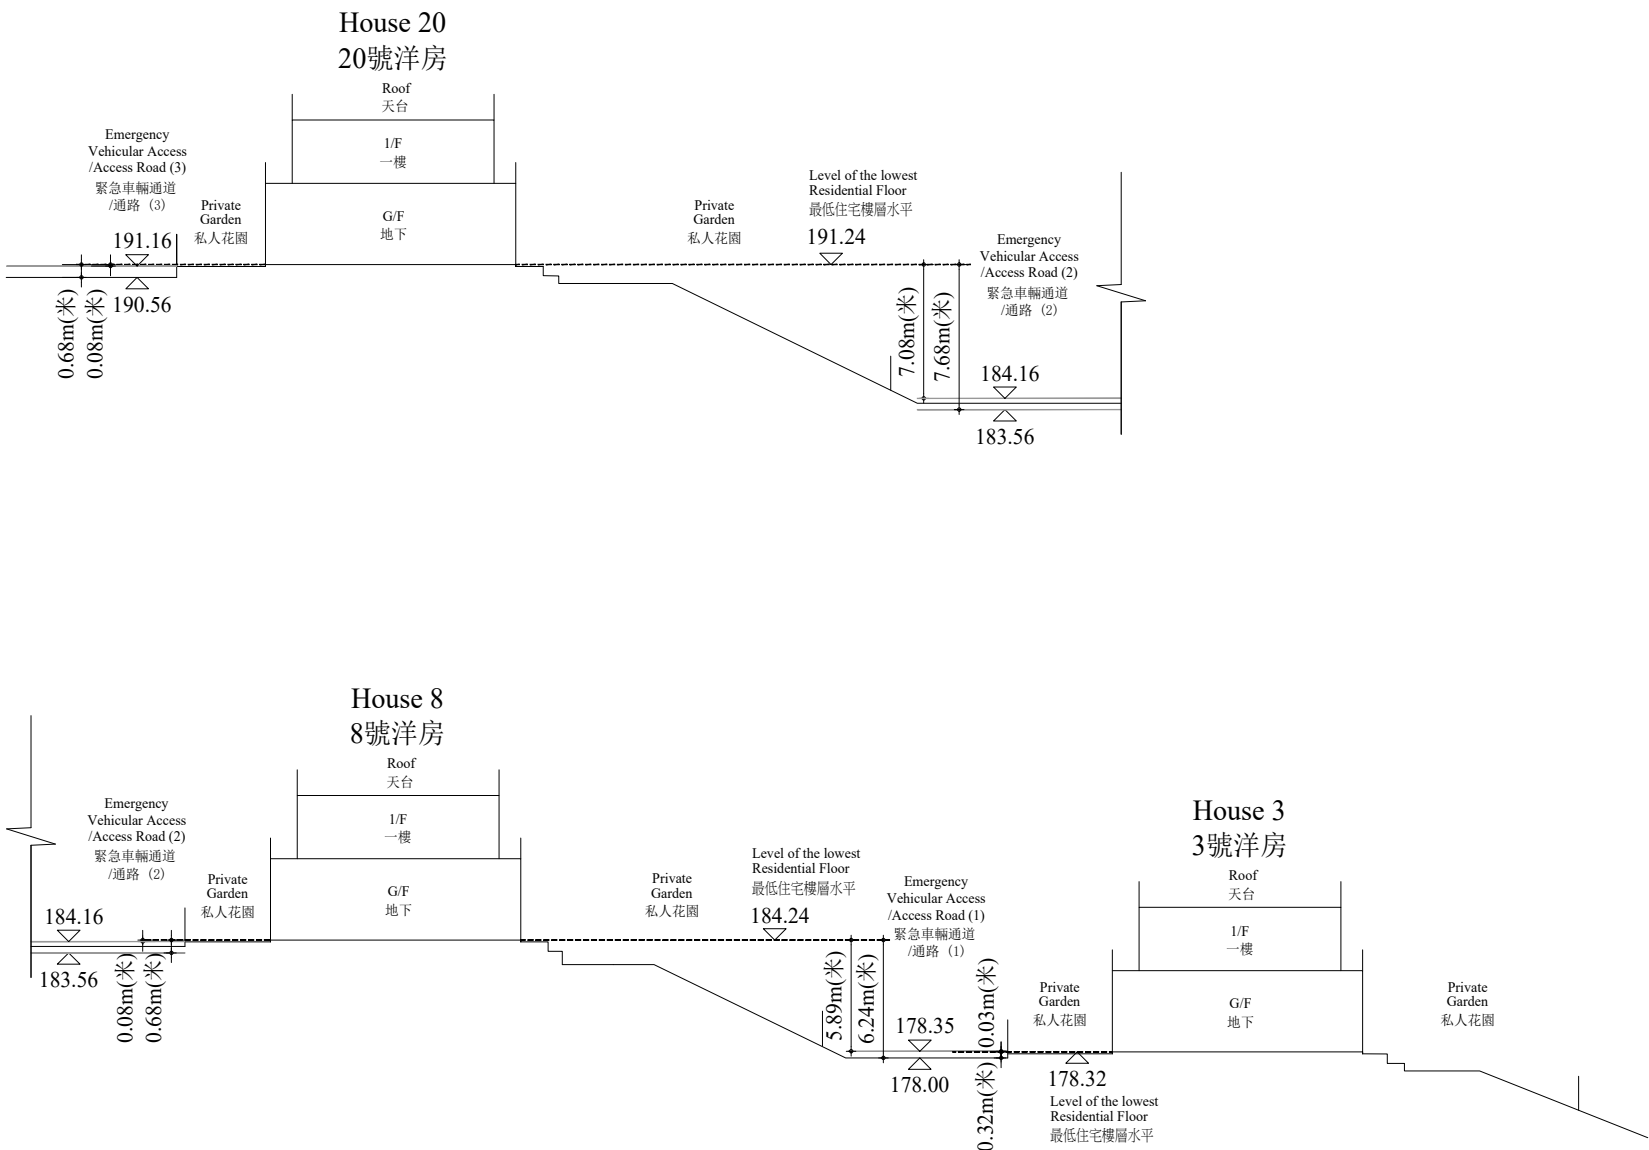 House 20
20號洋房
Roof
天台
1/F
一樓
G/F
地下
Emergency
Vehicular Access
/Access Road (3)
緊急車輛通道
/通路 (3)
191.16
190.56
0.68m(米)
0.08m(米)
Private
Garden
私人花園
Private
Garden
私人花園
Level of the lowest
Residential Floor
最低住宅樓層水平
191.24
7.08m(米)
7.68m(米)
Emergency
Vehicular Access
/Access Road (2)
緊急車輛通道
/通路 (2)
184.16
183.56
House 8
8號洋房
Roof
天台
1/F
一樓
G/F
地下
Emergency
Vehicular Access
/Access Road (2)
緊急車輛通道
/通路 (2)
184.16
183.56
0.08m(米)
0.68m(米)
Private
Garden
私人花園
Private
Garden
私人花園
Level of the lowest
Residential Floor
最低住宅樓層水平
184.24
5.89m(米)
6.24m(米)
Emergency
Vehicular Access
/Access Road (1)
緊急車輛通道
/通路 (1)
178.35
178.00
0.03m(米)
0.32m(米)
House 3
3號洋房
Roof
天台
1/F
一樓
G/F
地下
Private
Garden
私人花園
178.32
Level of the lowest
Residential Floor
最低住宅樓層水平
Private
Garden
私人花園